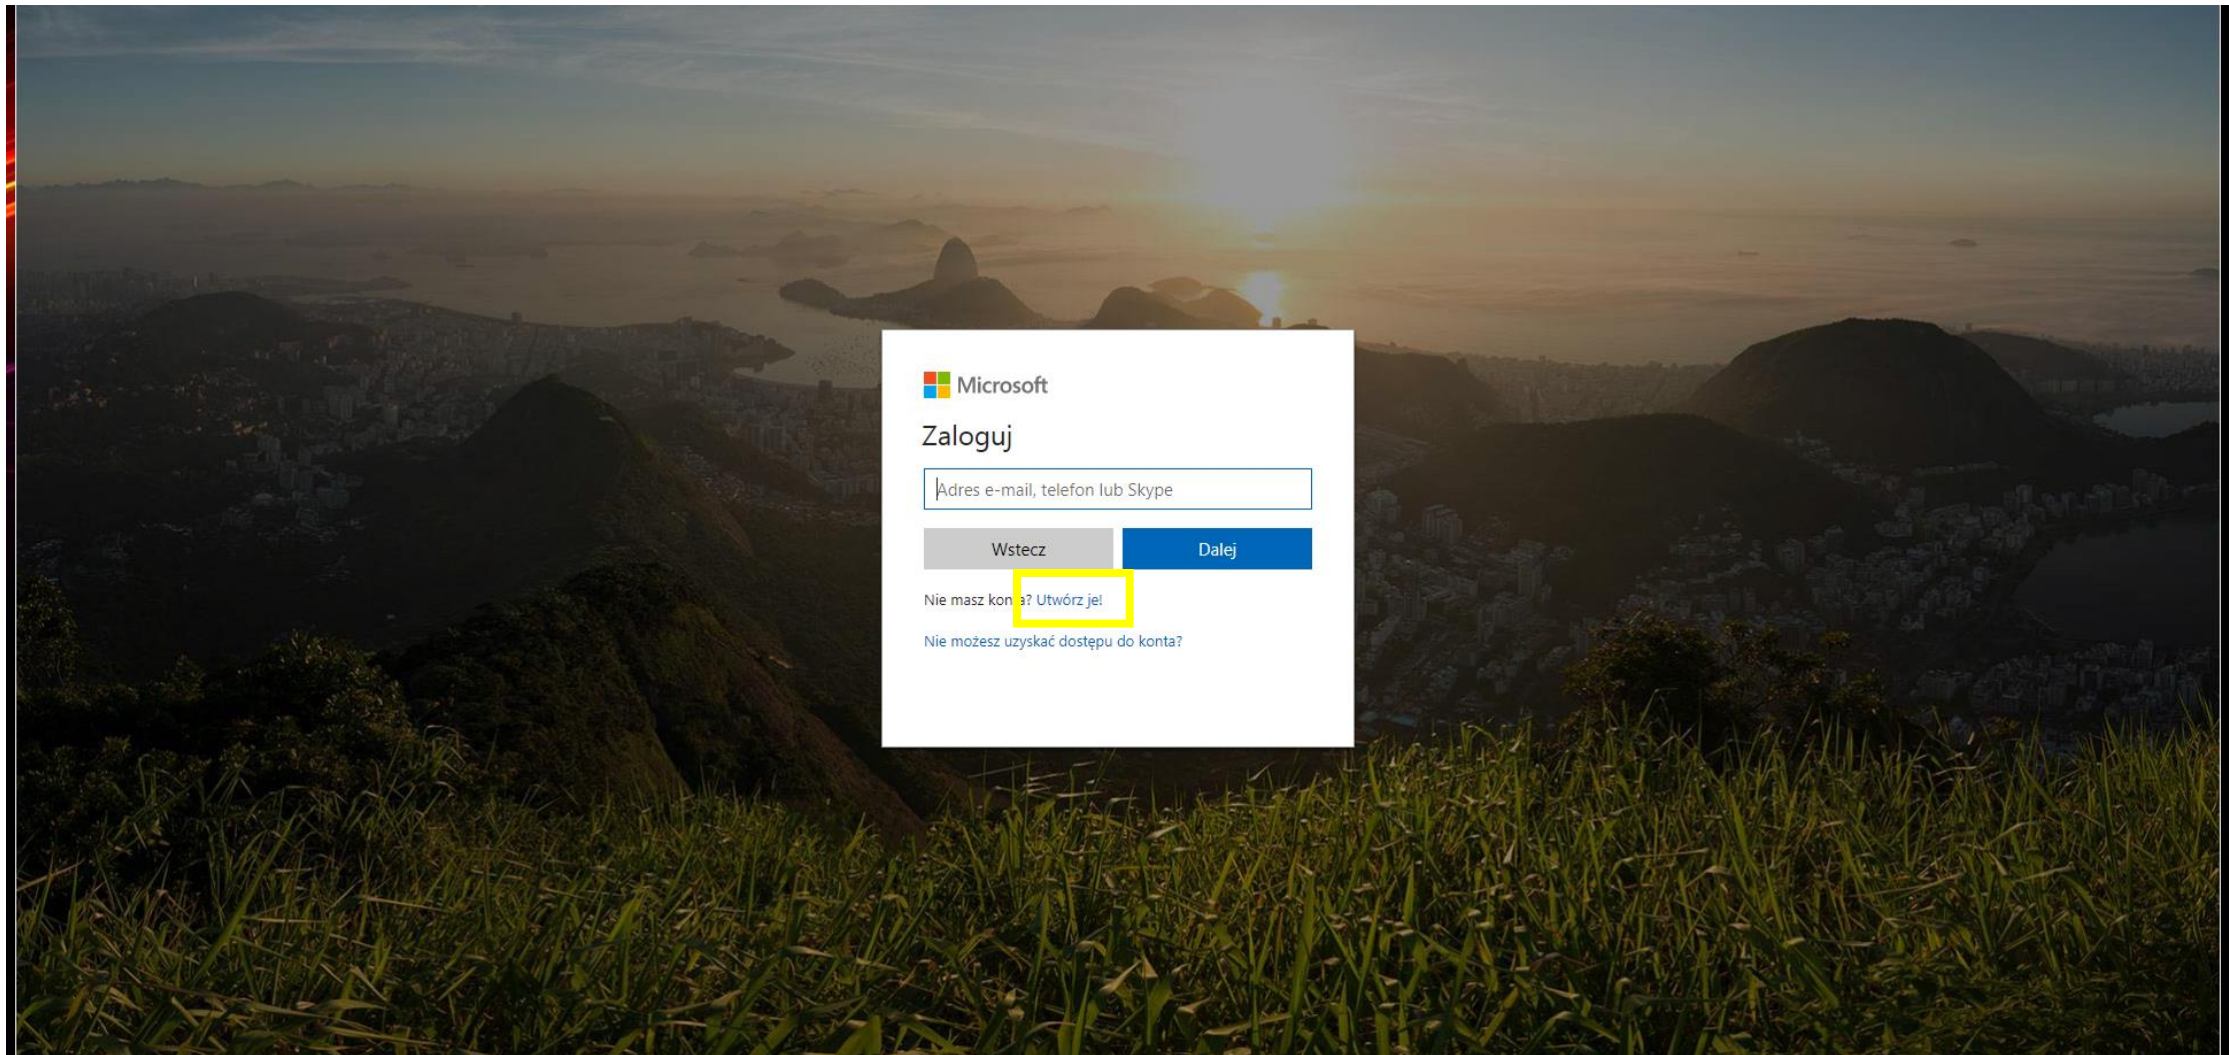 Microsoft
Zaloguj
Adres e-mail, telefon lub Skype
Wstecz
Dalej
Nie masz konta? Utwórz je!
Nie możesz uzyskać dostępu do konta?